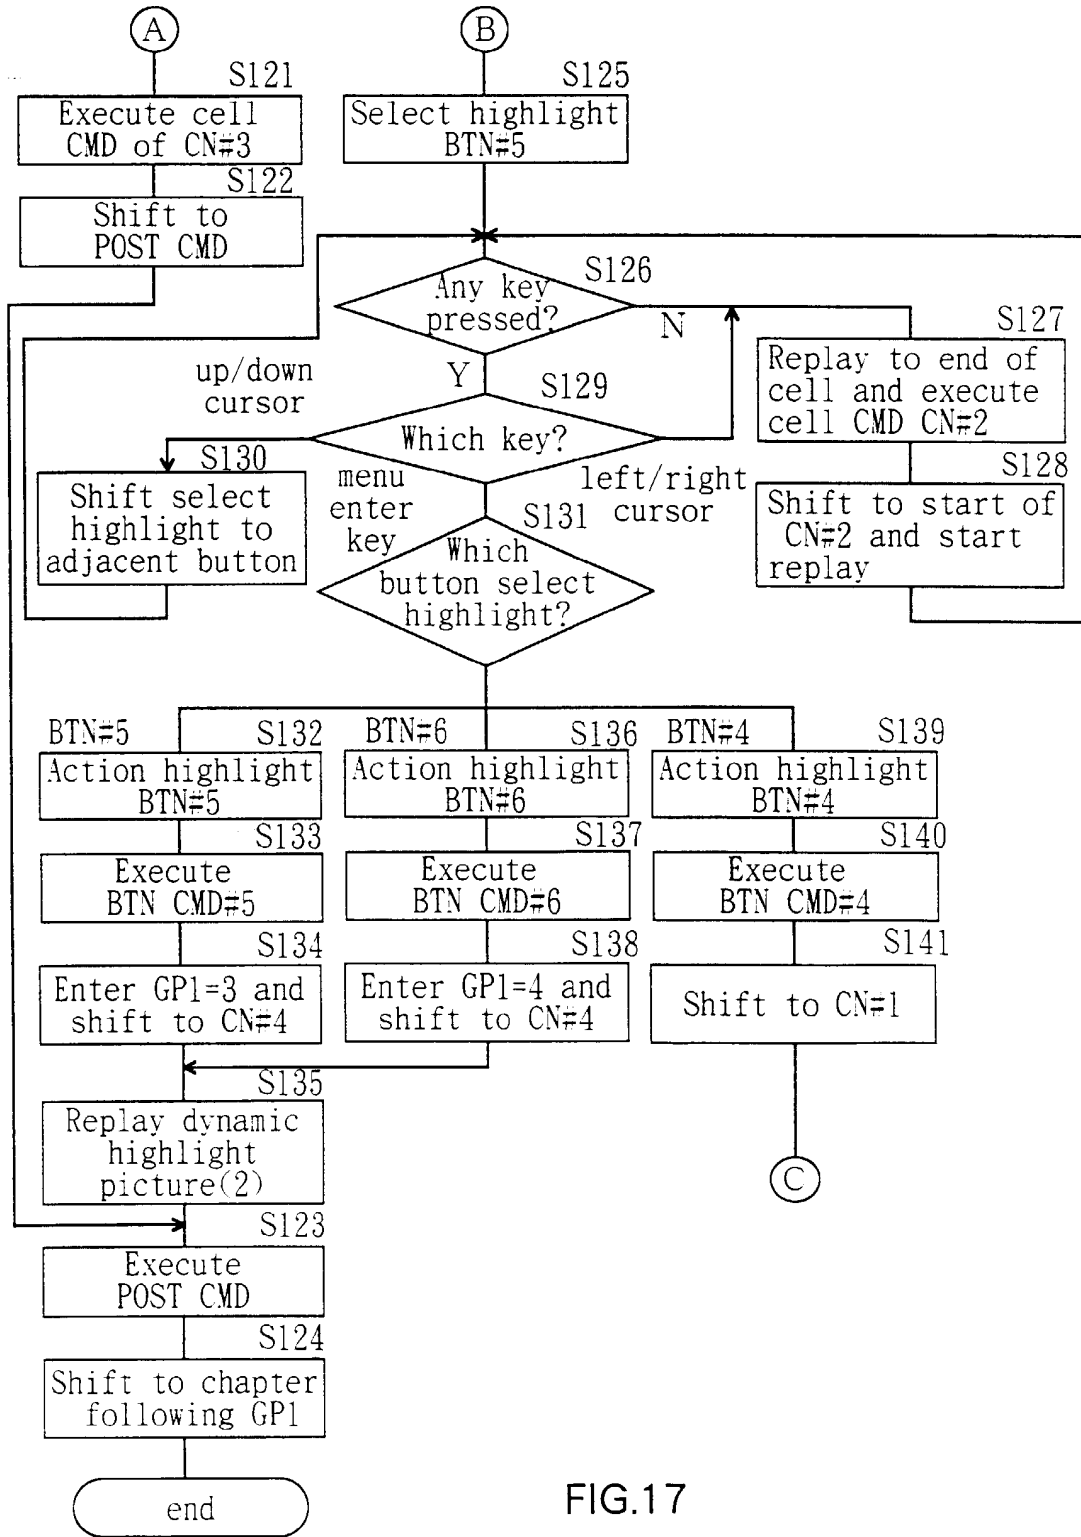 A
S121
Execute cell
CMD of CN#3
S122
Shift to
POST CMD
B
S125
Select highlight
BTN#5
S126
Any key
pressed?
N
Y
S127
Replay to end of
cell and execute
cell CMD CN#2
S128
Shift to start of
CN#2 and start
replay
up/down
cursor
S129
Which key?
S130
Shift select
highlight to
adjacent button
menu
enter
key
left/right
cursor
S131
Which
button select
highlight?
BTN#5
S132
Action highlight
BTN#5
S133
Execute
BTN CMD#5
S134
Enter GP1=3 and
shift to CN#4
BTN#6
S136
Action highlight
BTN#6
S137
Execute
BTN CMD#6
S138
Enter GP1=4 and
shift to CN#4
BTN#4
S139
Action highlight
BTN#4
S140
Execute
BTN CMD#4
S141
Shift to CN#1
C
S135
Replay dynamic
highlight
picture(2)
S123
Execute
POST CMD
S124
Shift to chapter
following GP1
end
FIG.17